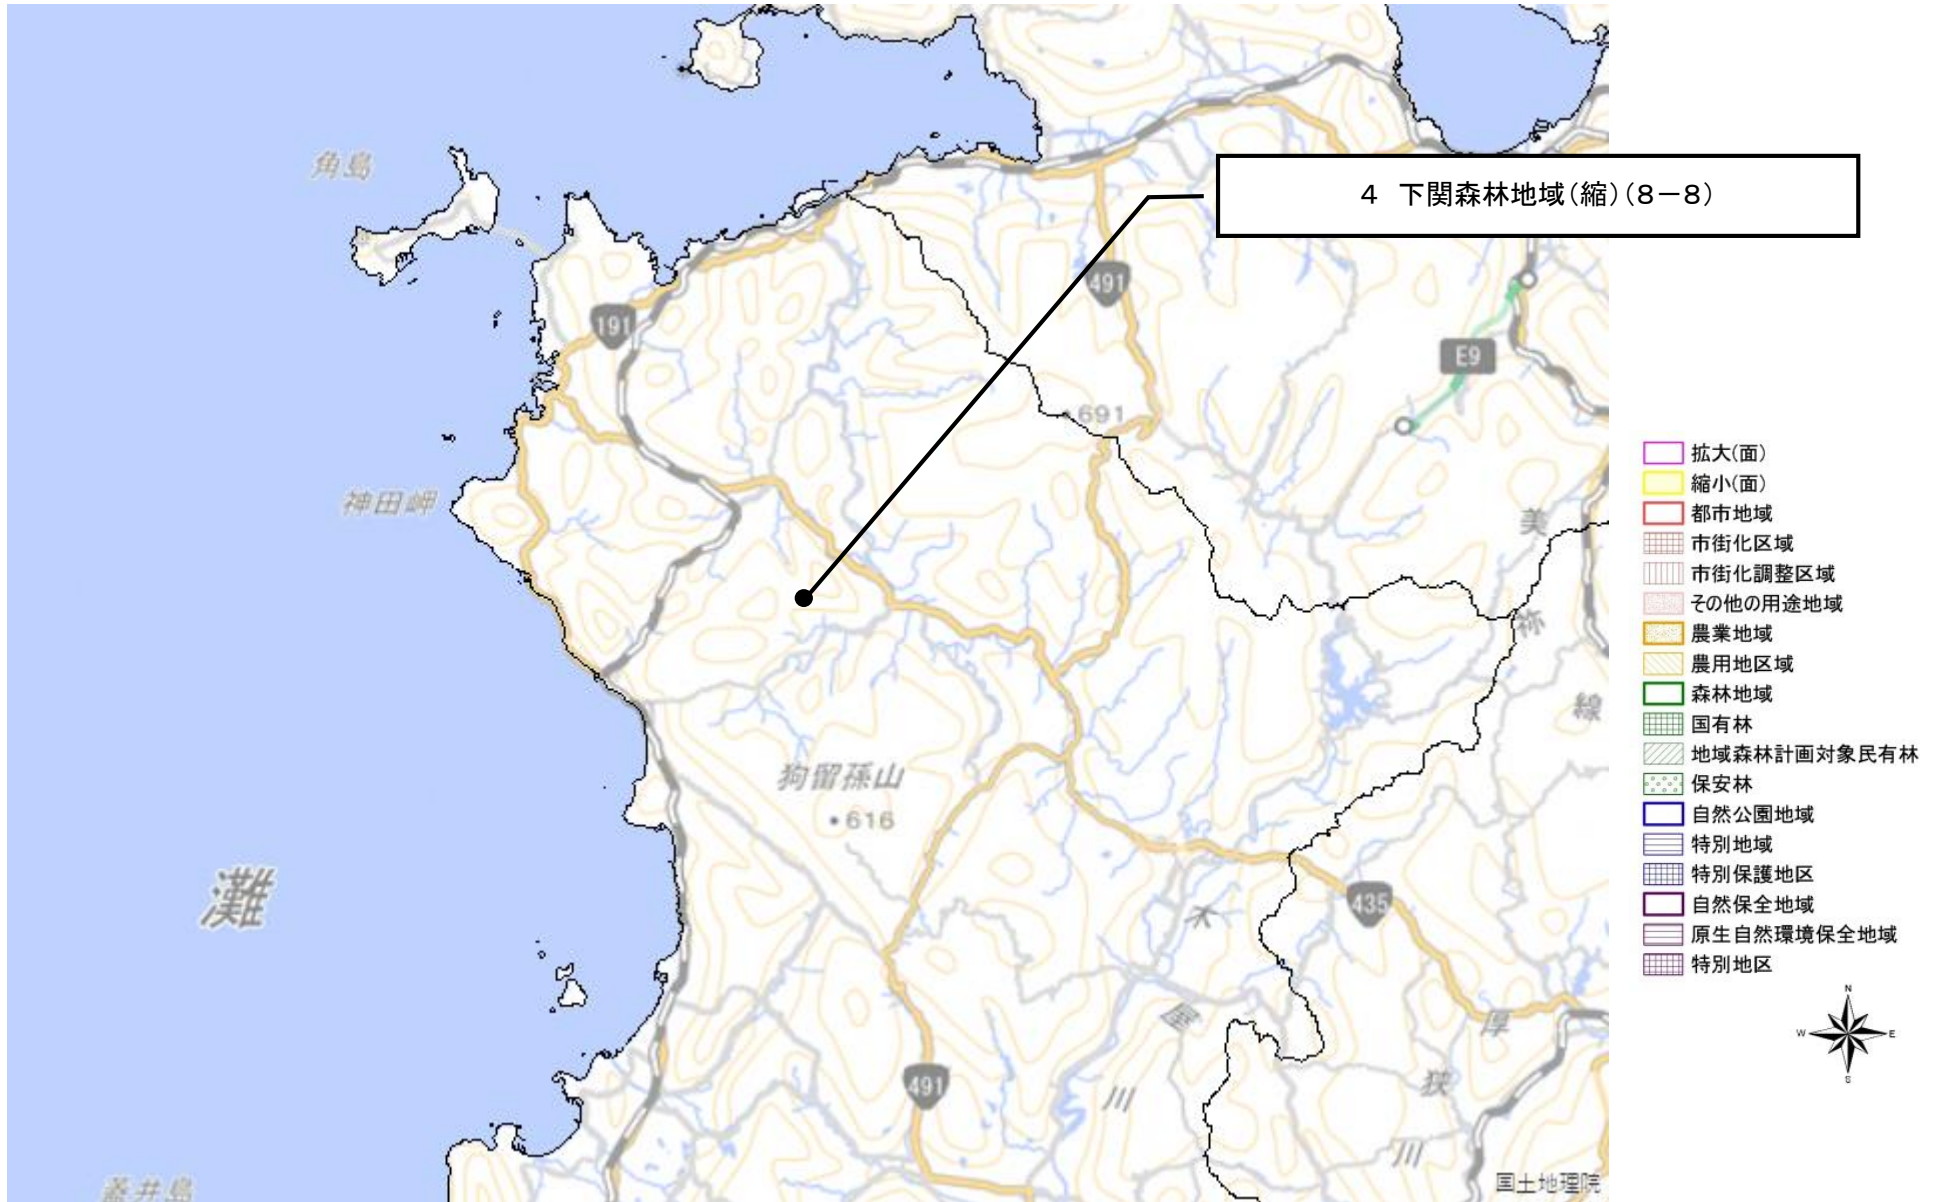 角島
4 下関森林地域（縮）（8－8）
491
191
E9
691
神田岬
美
祢
線
狗留孫山
616
灘
木
屋
川
435
厚
狭
川
491
蓋井島
国土地理院
拡大(面)
縮小(面)
都市地域
市街化区域
市街化調整区域
その他の用途地域
農業地域
農用地区域
森林地域
国有林
地域森林計画対象民有林
保安林
自然公園地域
特別地域
特別保護地区
自然保全地域
原生自然環境保全地域
特別地区
N
W
E
S